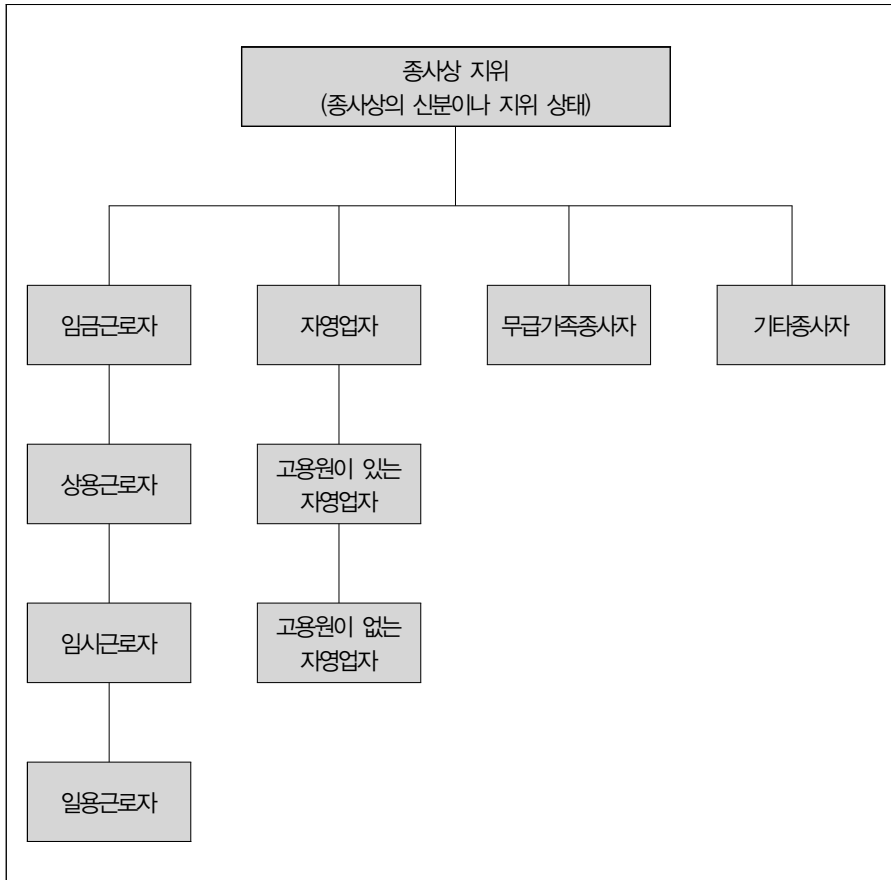 종사상 지위
(종사상의 신분이나 지위 상태)
임금근로자
자영업자
무급가족종사자
기타종사자
상용근로자
고용원이 있는
자영업자
임시근로자
고용원이 없는
자영업자
일용근로자